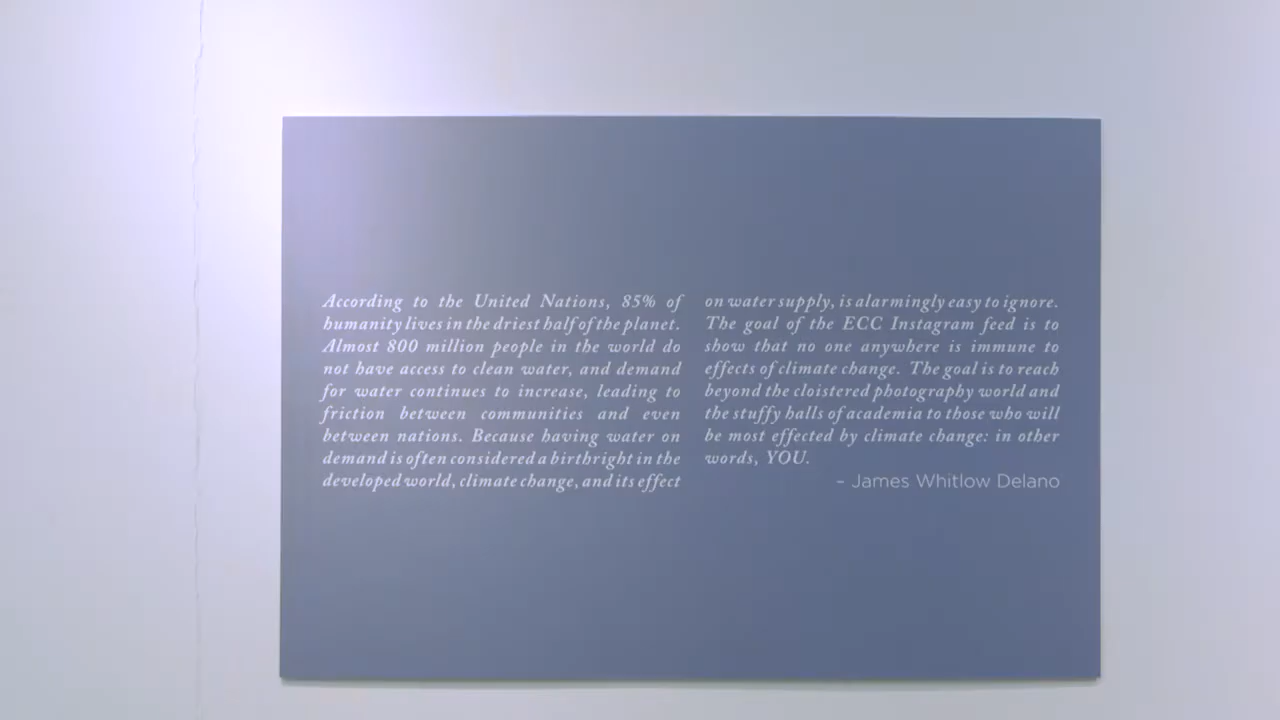 According to the United Nations, 85% of
humanity lives in the driest half of the planet.
Almost 800 million people in the world do
not have access to clean water, and demand
for water continues to increase, leading to
friction between communities and even
between nations. Because having water on
demand is often considered a birthright in the
developed world, climate change, and its effect
on water supply, is alarmingly easy to ignore.
The goal of the ECC Instagram feed is to
show that no one anywhere is immune to
effects of climate change. The goal is to reach
beyond the cloistered photography world and
the stuffy halls of academia to those who will
be most effected by climate change: in other
words, YOU.
– James Whitlow Delano